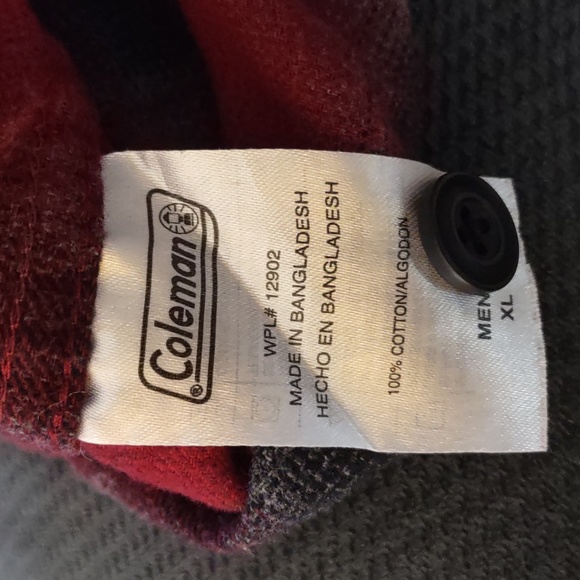 Coleman®
WPL# 12902
MADE IN BANGLADESH
HECHO EN BANGLADESH
100% COTTON/ALGODON
MEN
XL